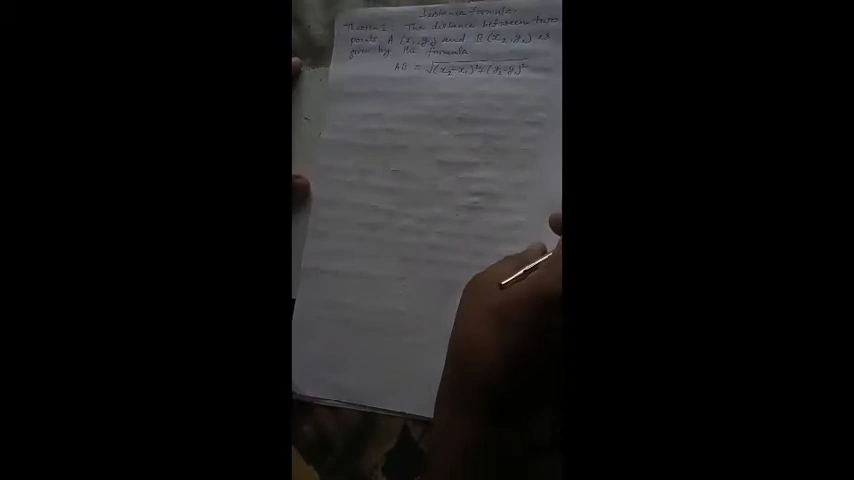 Distance formula.
Theorem 1: The distance between two
points A (x₁, y₁) and B (x₂, y₂) is
given by the formula
AB = √(x₂-x₁)²+(y₂-y₁)²